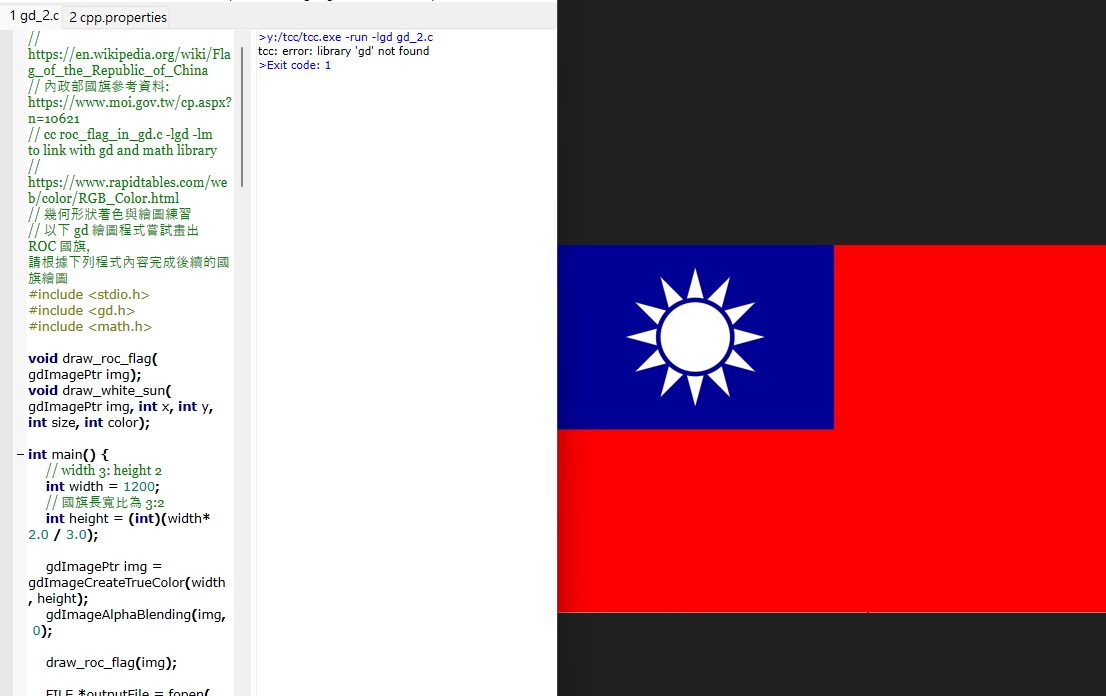 1 gd_2.c 2 cpp.properties
//
https://en.wikipedia.org/wiki/Fla
g_of_the_Republic_of_China
// 內政部國旗參考資料:
https://www.moi.gov.tw/cp.aspx?
n=10621
// cc roc_flag_in_gd.c -lgd -lm
to link with gd and math library
//
https://www.rapidtables.com/we
b/color/RGB_Color.html
// 幾何形狀著色與繪圖練習
// 以下 gd 繪圖程式嘗試畫出
ROC 國旗,
請根據下列程式內容完成後續的國
旗繪圖
#include <stdio.h>
#include <gd.h>
#include <math.h>
void draw_roc_flag(
gdImagePtr img);
void draw_white_sun(
gdImagePtr img, int x, int y,
int size, int color);
int main() {
// width 3: height 2
int width = 1200;
// 國旗長寬比為 3:2
int height = (int)(width*
2.0 / 3.0);
gdImagePtr img =
gdImageCreateTrueColor(width
, height);
gdImageAlphaBlending(img,
0);
draw_roc_flag(img);
FILE *outputFile = fopen(
>y:/tcc/tcc.exe -run -lgd gd_2.c
tcc: error: library 'gd' not found
>Exit code: 1